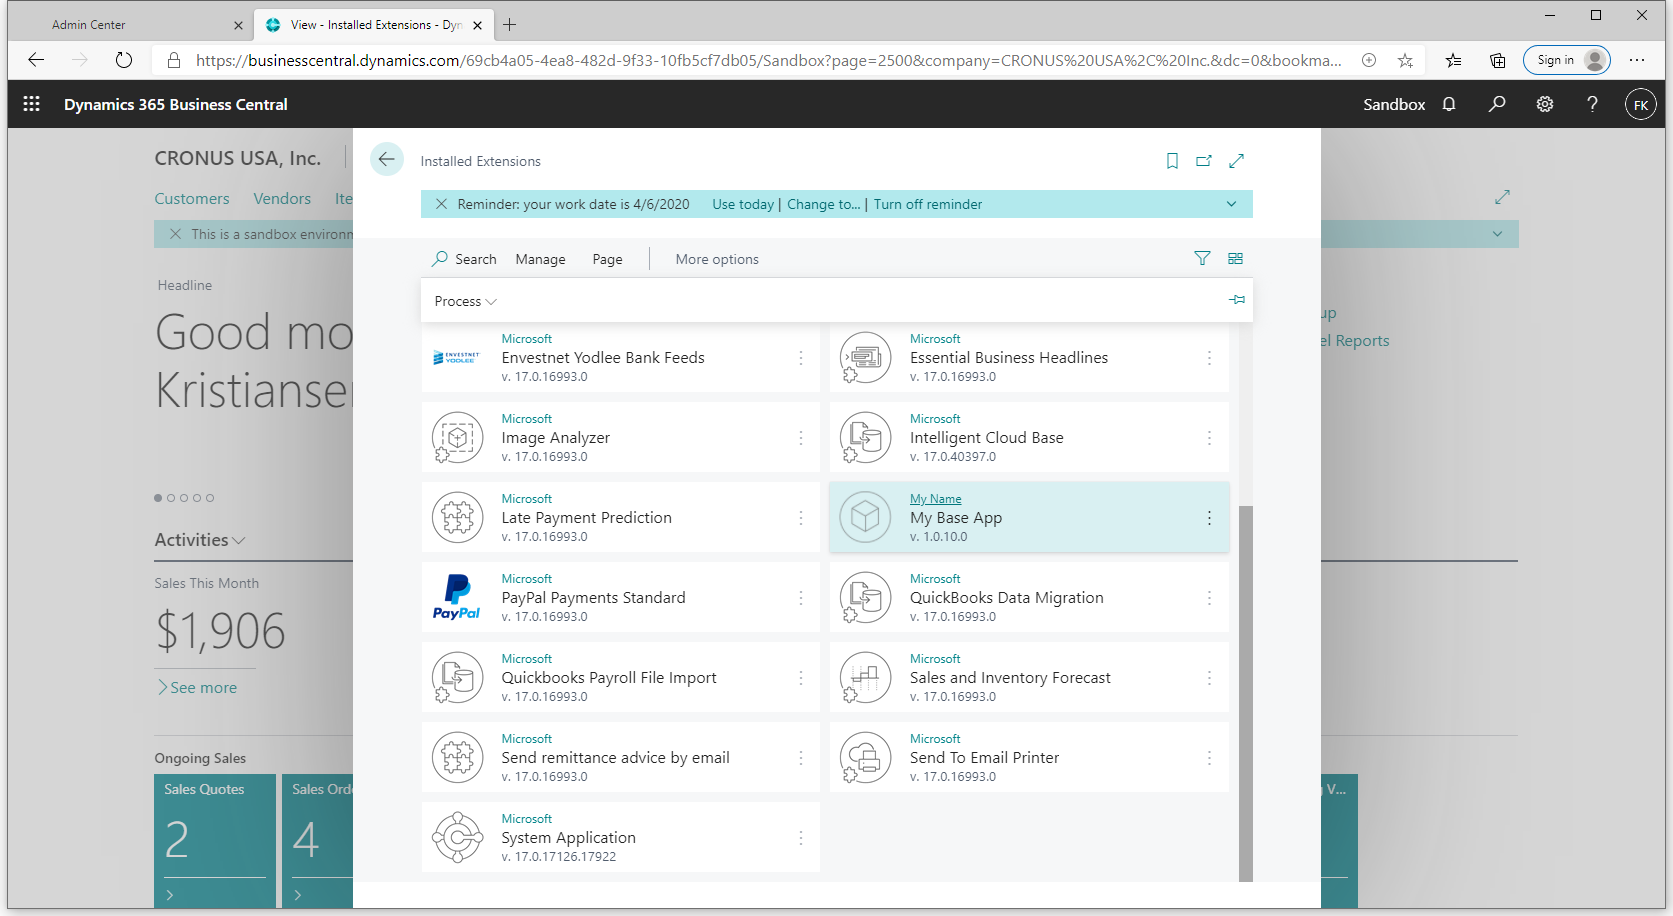 Admin Center
View - Installed Extensions - Dyn
https://businesscentral.dynamics.com/69cb4a05-4ea8-482d-9f33-10fb5cf7db05/Sandbox?page=2500&company=CRONUS%20USA%2C%20Inc.&dc=0&bookma...
Sign in
Dynamics 365 Business Central
Sandbox
?
FK
CRONUS USA, Inc.
Customers
Vendors
Ite
This is a sandbox environm
Headline
Good mo
Kristianse
Activities
Sales This Month
$1,906
See more
Ongoing Sales
Sales Quotes
2
Sales Ord
4
Installed Extensions
Reminder: your work date is 4/6/2020
Use today | Change to... | Turn off reminder
Search
Manage
Page
More options
Process
ENVESTNET
YODLEE
Microsoft
Envestnet Yodlee Bank Feeds
v. 17.0.16993.0
Microsoft
Essential Business Headlines
v. 17.0.16993.0
Microsoft
Image Analyzer
v. 17.0.16993.0
Microsoft
Intelligent Cloud Base
v. 17.0.40397.0
Microsoft
Late Payment Prediction
v. 17.0.16993.0
My Name
My Base App
v. 1.0.10.0
PayPal
Microsoft
PayPal Payments Standard
v. 17.0.16993.0
Microsoft
QuickBooks Data Migration
v. 17.0.16993.0
Microsoft
Quickbooks Payroll File Import
v. 17.0.16993.0
Microsoft
Sales and Inventory Forecast
v. 17.0.16993.0
Microsoft
Send remittance advice by email
v. 17.0.16993.0
Microsoft
Send To Email Printer
v. 17.0.16993.0
Microsoft
System Application
v. 17.0.17126.17922
up
el Reports
g V...